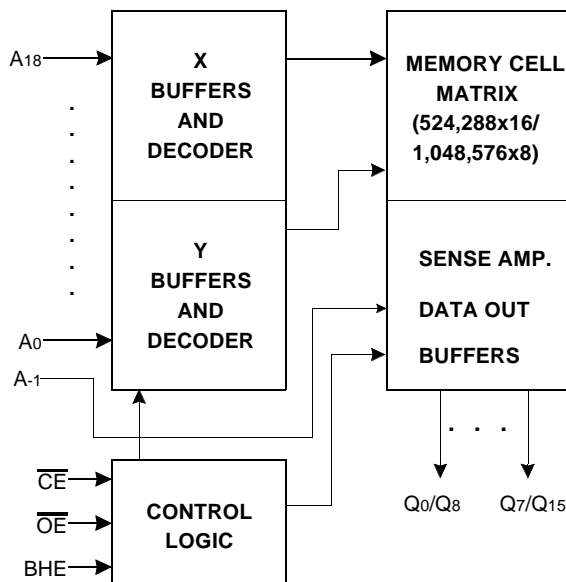 A18
A0
A-1
X
BUFFERS
AND
DECODER
Y
BUFFERS
AND
DECODER
MEMORY CELL
MATRIX
(524,288x16/
1,048,576x8)
SENSE AMP.
DATA OUT
BUFFERS
CE
OE
BHE
CONTROL
LOGIC
Q0/Q8
Q7/Q15